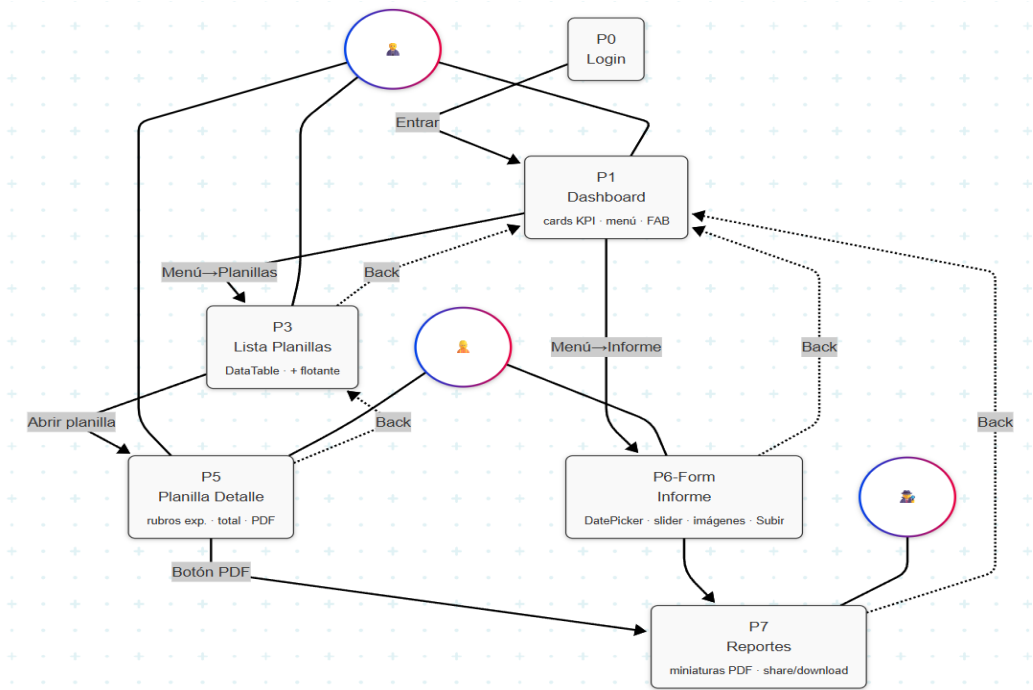 P0
Login
Entrar
P1
Dashboard
cards KPI · menú · FAB
Menú→Planillas
Back
P3
Lista Planillas
DataTable · + flotante
Menú→Informe
Back
Abrir planilla
Back
Back
P5
Planilla Detalle
rubros exp. · total · PDF
P6-Form
Informe
DatePicker · slider · imágenes · Subir
Botón PDF
P7
Reportes
miniaturas PDF · share/download